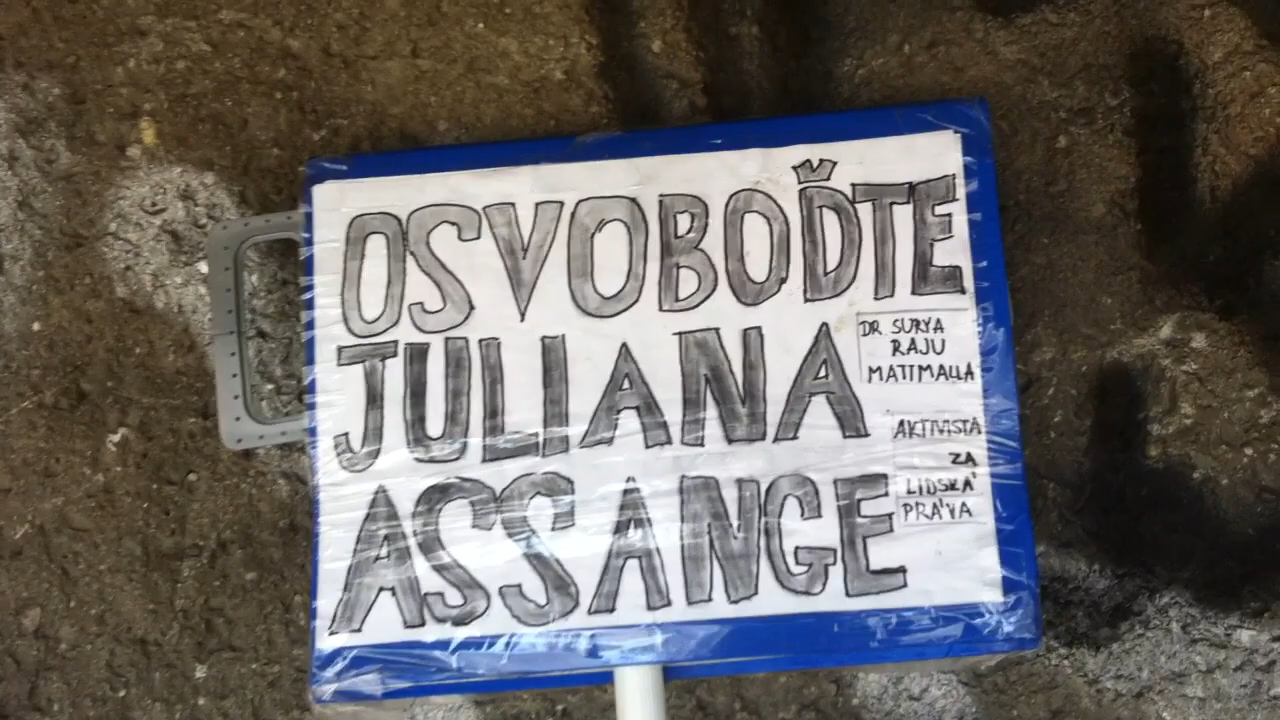 OSVOBOĎTE
JULIANA
ASSANGE
DR. SURYA
RAJU
MATIMALLA
AKTIVISTA
ZA
LIDSKÁ
PRÁVA